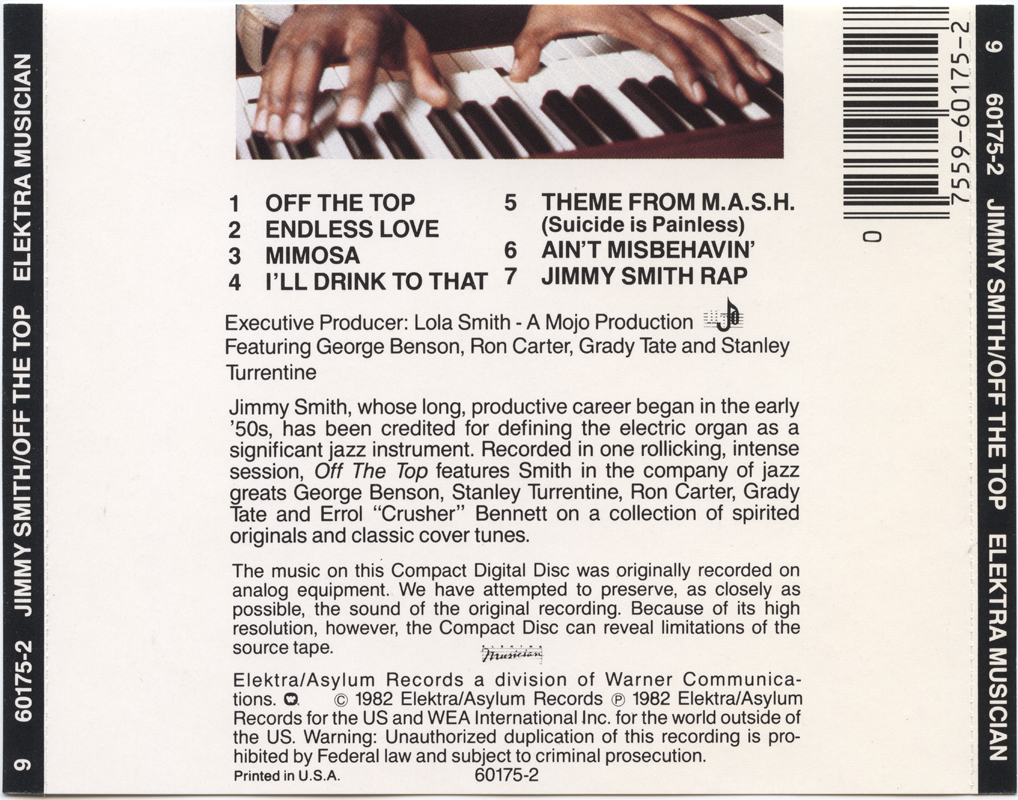 9 60175-2 JIMMY SMITH/OFF THE TOP ELEKTRA MUSICIAN
1 OFF THE TOP
2 ENDLESS LOVE
3 MIMOSA
4 I'LL DRINK TO THAT
5 THEME FROM M.A.S.H.
(Suicide is Painless)
6 AIN'T MISBEHAVIN'
7 JIMMY SMITH RAP
Executive Producer: Lola Smith - A Mojo Production
Featuring George Benson, Ron Carter, Grady Tate and Stanley
Turrentine
Jimmy Smith, whose long, productive career began in the early
'50s, has been credited for defining the electric organ as a
significant jazz instrument. Recorded in one rollicking, intense
session, Off The Top features Smith in the company of jazz
greats George Benson, Stanley Turrentine, Ron Carter, Grady
Tate and Errol “Crusher” Bennett on a collection of spirited
originals and classic cover tunes.
The music on this Compact Digital Disc was originally recorded on
analog equipment. We have attempted to preserve, as closely as
possible, the sound of the original recording. Because of its high
resolution, however, the Compact Disc can reveal limitations of the
source tape.
Musician
Elektra/Asylum Records a division of Warner Communica-
tions. © 1982 Elektra/Asylum Records ℗ 1982 Elektra/Asylum
Records for the US and WEA International Inc. for the world outside of
the US. Warning: Unauthorized duplication of this recording is pro-
hibited by Federal law and subject to criminal prosecution.
Printed in U.S.A. 60175-2
7559-60175-2
0
9 60175-2 JIMMY SMITH/OFF THE TOP ELEKTRA MUSICIAN